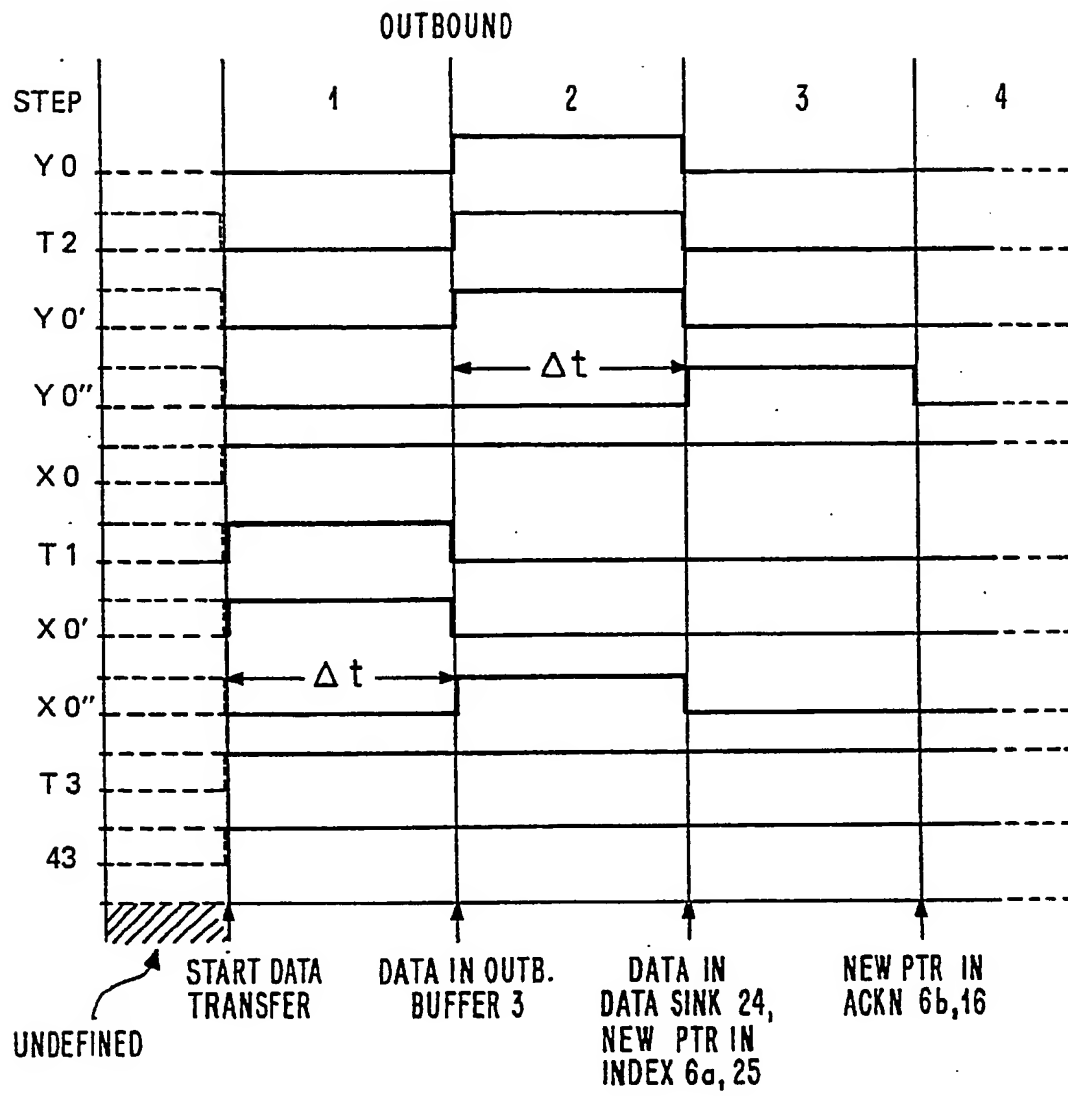 OUTBOUND
STEP 1 2 3 4
Y0
T2
Y0'
Δt
Y0"
X0
T1
X0'
Δt
X0"
T3
43
START DATA
TRANSFER
DATA IN OUTB.
BUFFER 3
DATA IN
DATA SINK 24,
NEW PTR IN
INDEX 6a, 25
NEW PTR IN
ACKN 6b,16
UNDEFINED